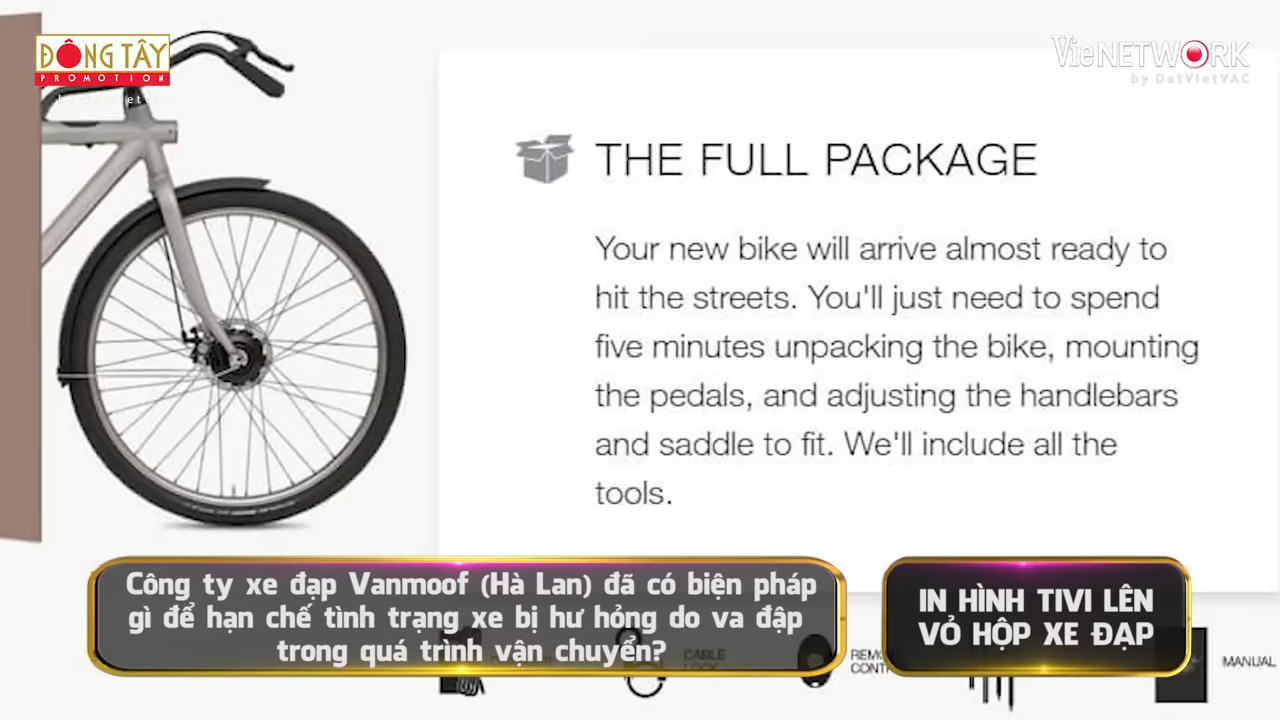 ĐÔNG TÂY
PROMOTION
VieNETWORK
by DatVietVAC
THE FULL PACKAGE
Your new bike will arrive almost ready to
hit the streets. You'll just need to spend
five minutes unpacking the bike, mounting
the pedals, and adjusting the handlebars
and saddle to fit. We'll include all the
tools.
Công ty xe đạp Vanmoof (Hà Lan) đã có biện pháp
gì để hạn chế tình trạng xe bị hư hỏng do va đập
trong quá trình vận chuyển?
IN HÌNH TIVI LÊN
VỎ HỘP XE ĐẠP
CABLE
LOCK
MANUAL